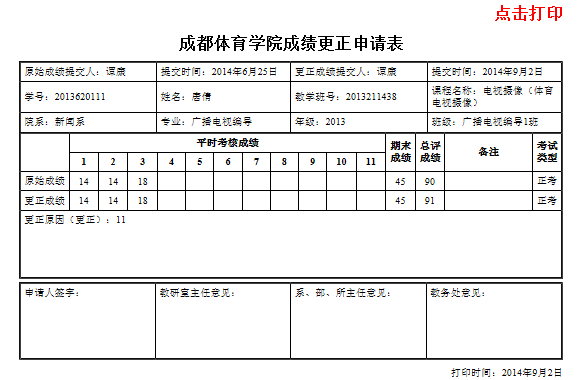 点击打印
成都体育学院成绩更正申请表
原始成绩提交人：谭康 提交时间：2014年6月25日 更正成绩提交人：谭康 提交时间：2014年9月2日
学号：2013620111 姓名：唐倩 教学班号：2013211438 课程名称：电视摄像（体育
电视摄像）
院系：新闻系 专业：广播电视编导 年级：2013 班级：广播电视编导1班
平时考核成绩 期末成绩 总评成绩 备注 考试类型
1 2 3 4 5 6 7 8 9 10 11
原始成绩 14 14 18 45 90 正考
更正成绩 14 14 18 45 91 正考
更正原因（更正）：11
申请人签字： 教研室主任意见： 系、部、所主任意见： 教务处意见：
打印时间：2014年9月2日